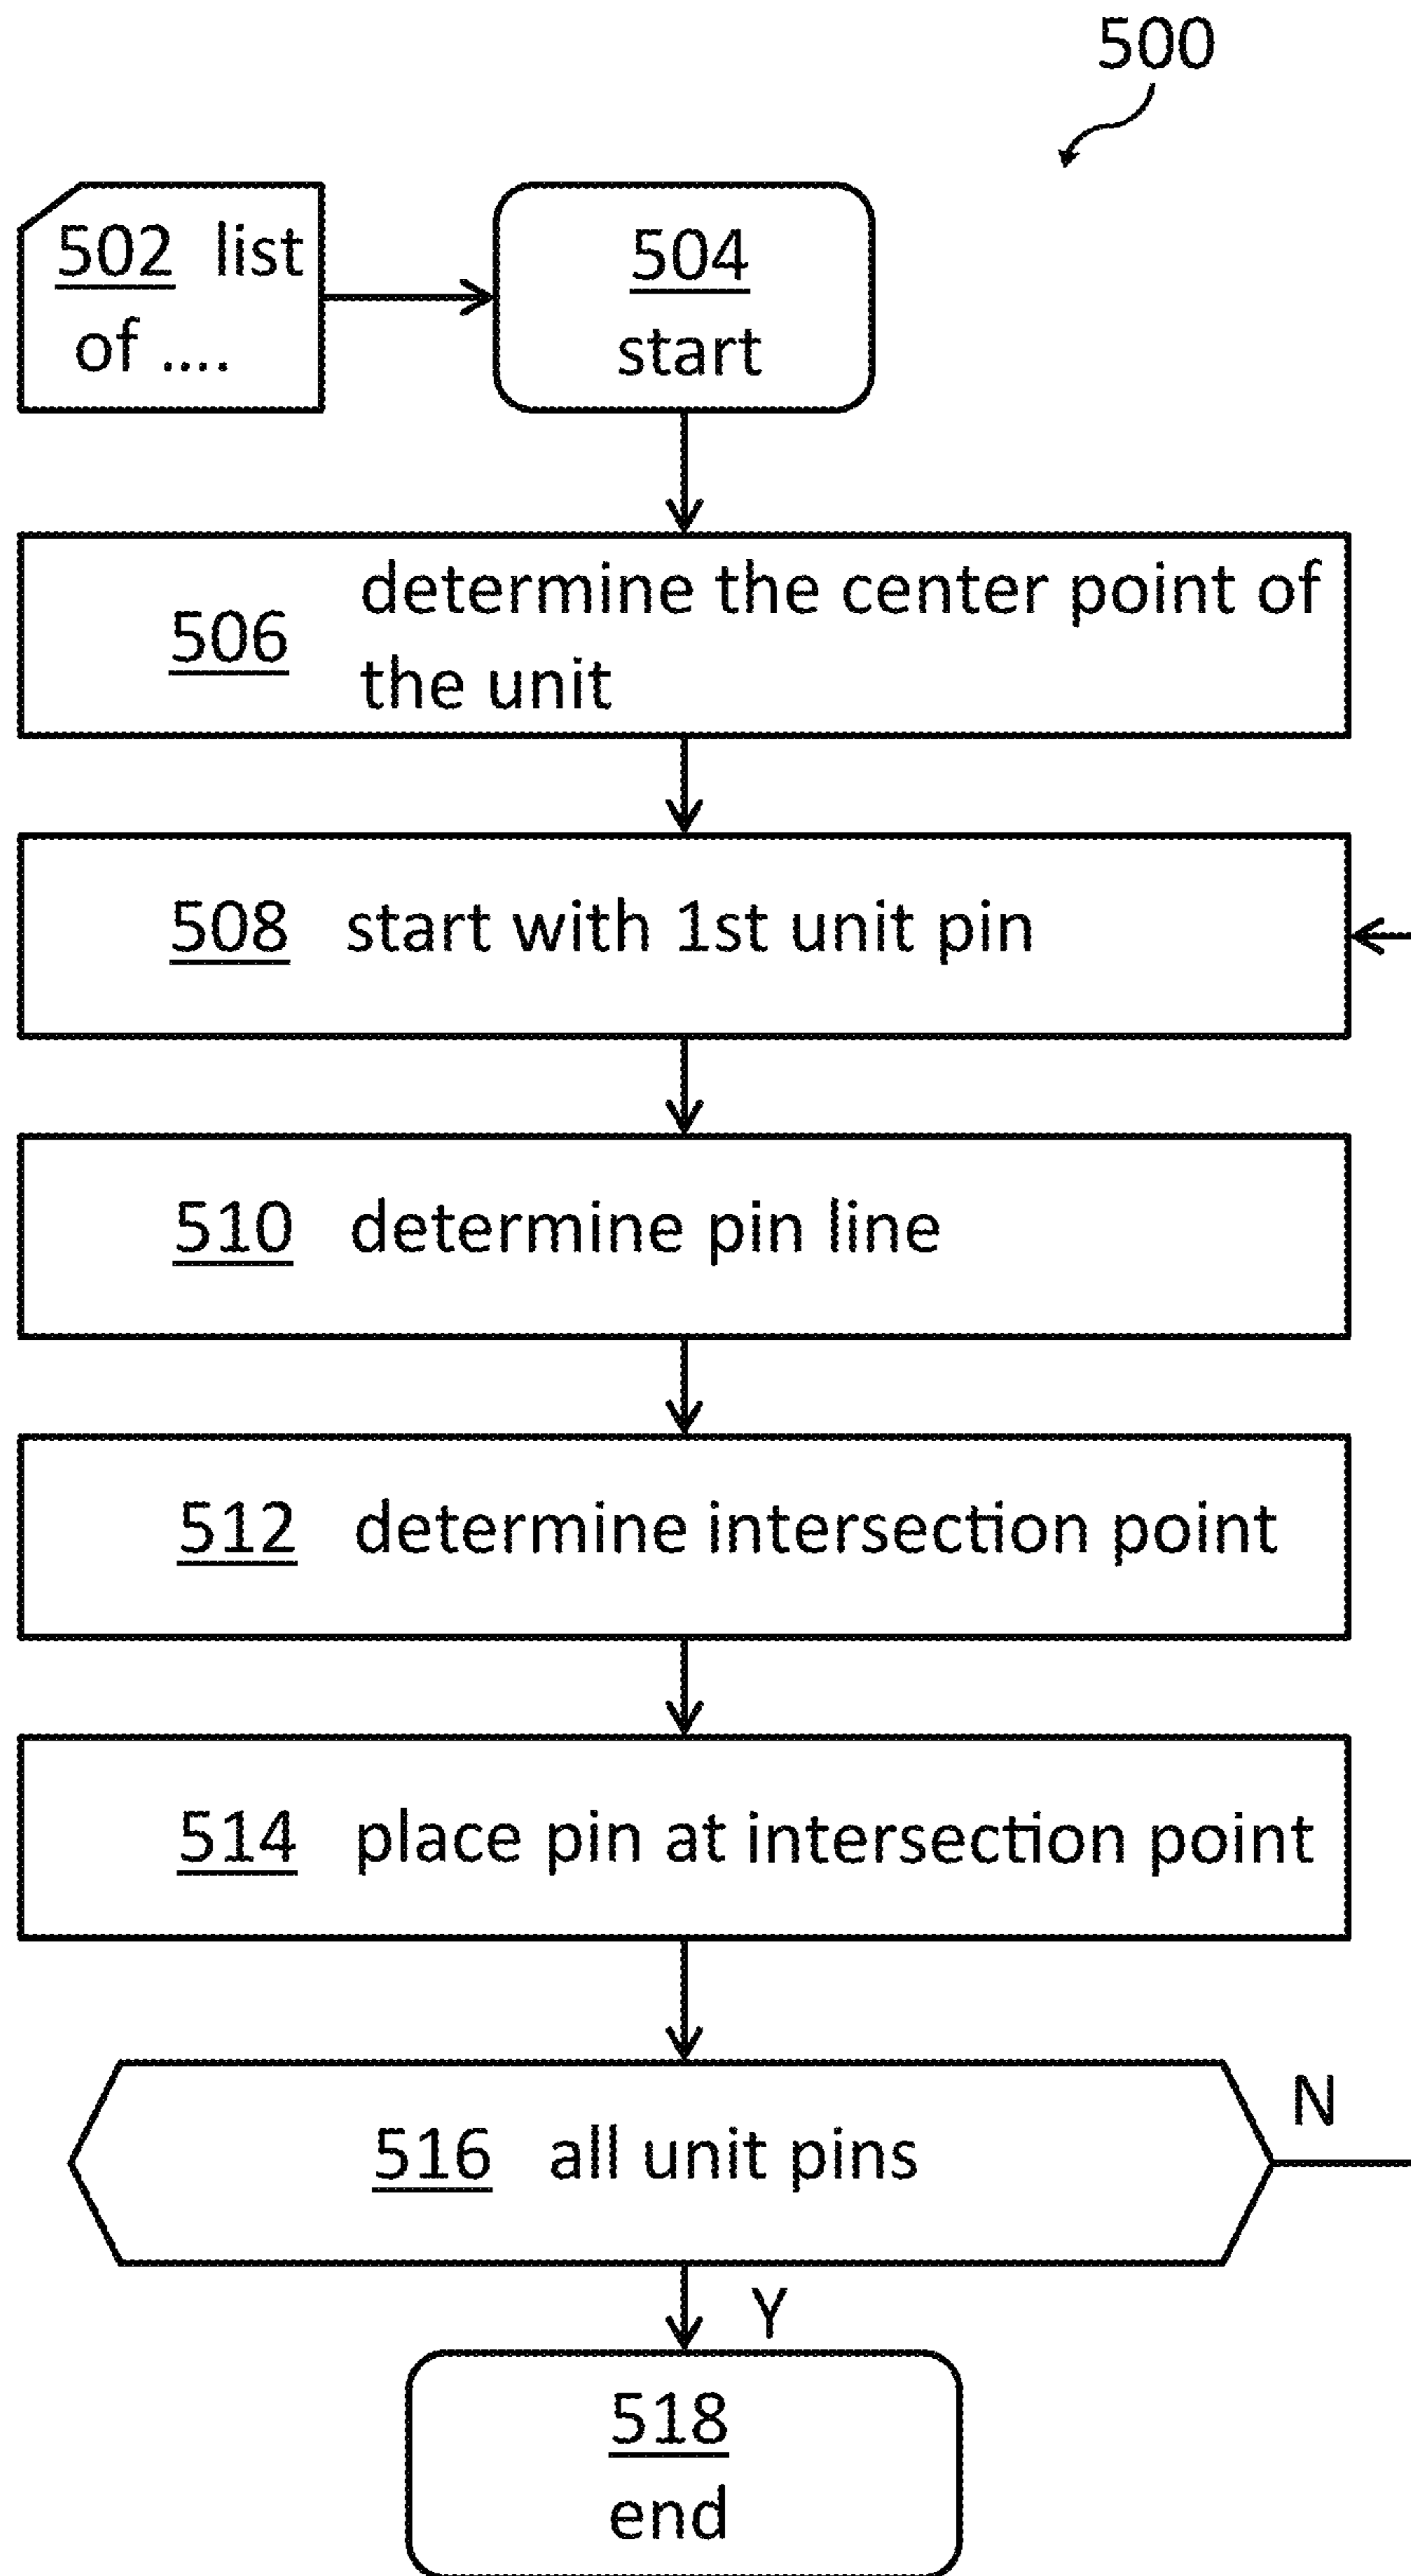 500
502 list
of ....
504
start
506 determine the center point of
the unit
508 start with 1st unit pin
510 determine pin line
512 determine intersection point
514 place pin at intersection point
516 all unit pins
N
Y
518
end